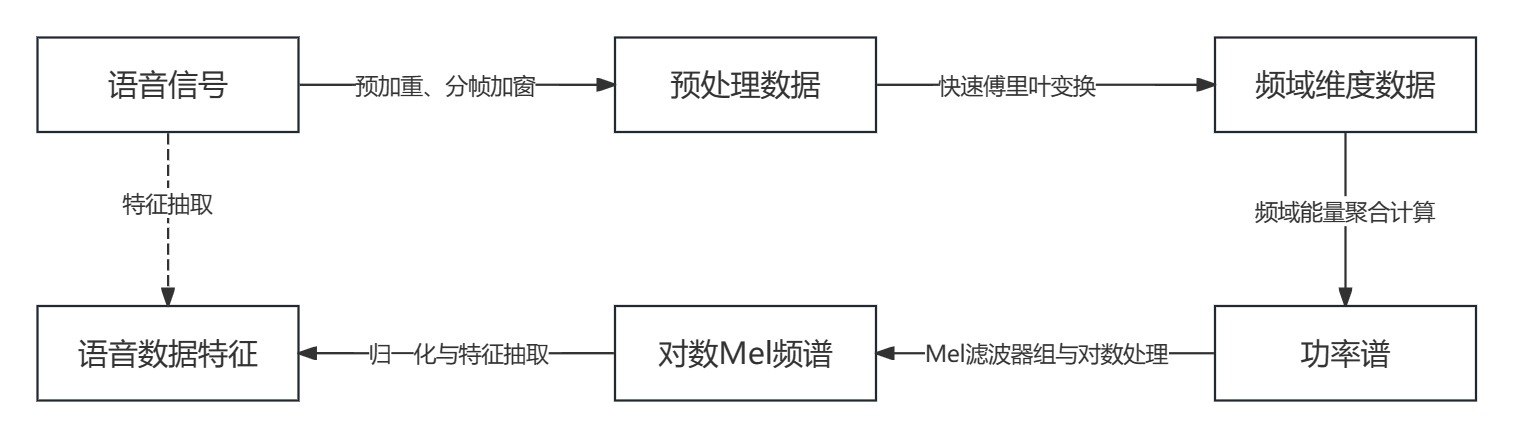 语音信号
预加重、分帧加窗
预处理数据
快速傅里叶变换
频域维度数据
特征抽取
频域能量聚合计算
语音数据特征
归一化与特征抽取
对数Mel频谱
Mel滤波器组与对数处理
功率谱